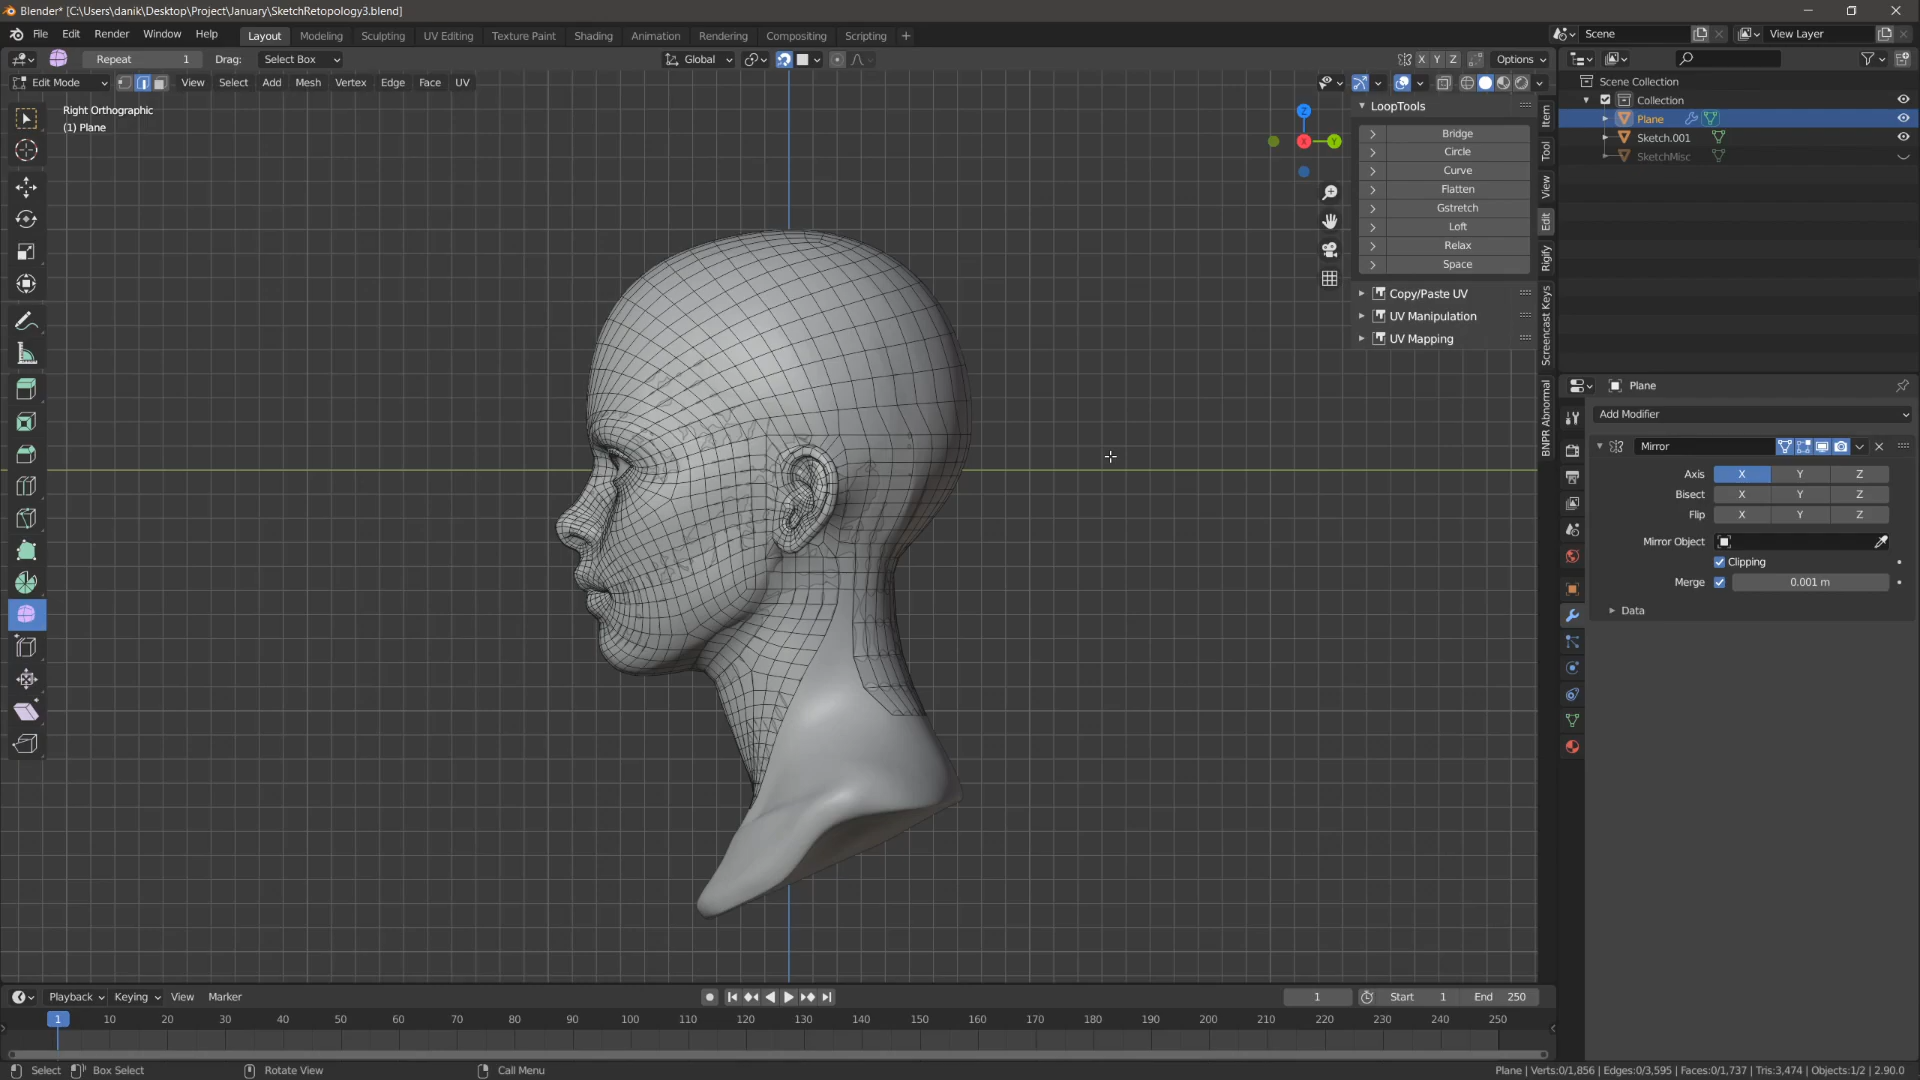 Blender* [C:\Users\danik\Desktop\Project\January\SketchRetopology3.blend]
File Edit Render Window Help Layout Modeling Sculpting UV Editing Texture Paint Shading Animation Rendering Compositing Scripting + Scene View Layer
Repeat 1 Drag: Select Box Global X Y Z Options
Edit Mode View Select Add Mesh Vertex Edge Face UV
Right Orthographic
(1) Plane
Z
X
Y
LoopTools
Bridge
Circle
Curve
Flatten
Gstretch
Loft
Relax
Space
Copy/Paste UV
UV Manipulation
UV Mapping
Item
Tool
View
Edit
Rigify
Screencast Keys
BNPR Abnormal
Scene Collection
Collection
Plane
Sketch.001
SketchMisc
Plane
Add Modifier
Mirror
Axis X Y Z
Bisect X Y Z
Flip X Y Z
Mirror Object
Clipping
Merge 0.001 m
Data
Playback Keying View Marker 1 Start 1 End 250
1 10 20 30 40 50 60 70 80 90 100 110 120 130 140 150 160 170 180 190 200 210 220 230 240 250
Select Box Select Rotate View Call Menu Plane | Verts:0/1,856 | Edges:0/3,595 | Faces:0/1,737 | Tris:3,474 | Objects:1/2 | 2.90.0